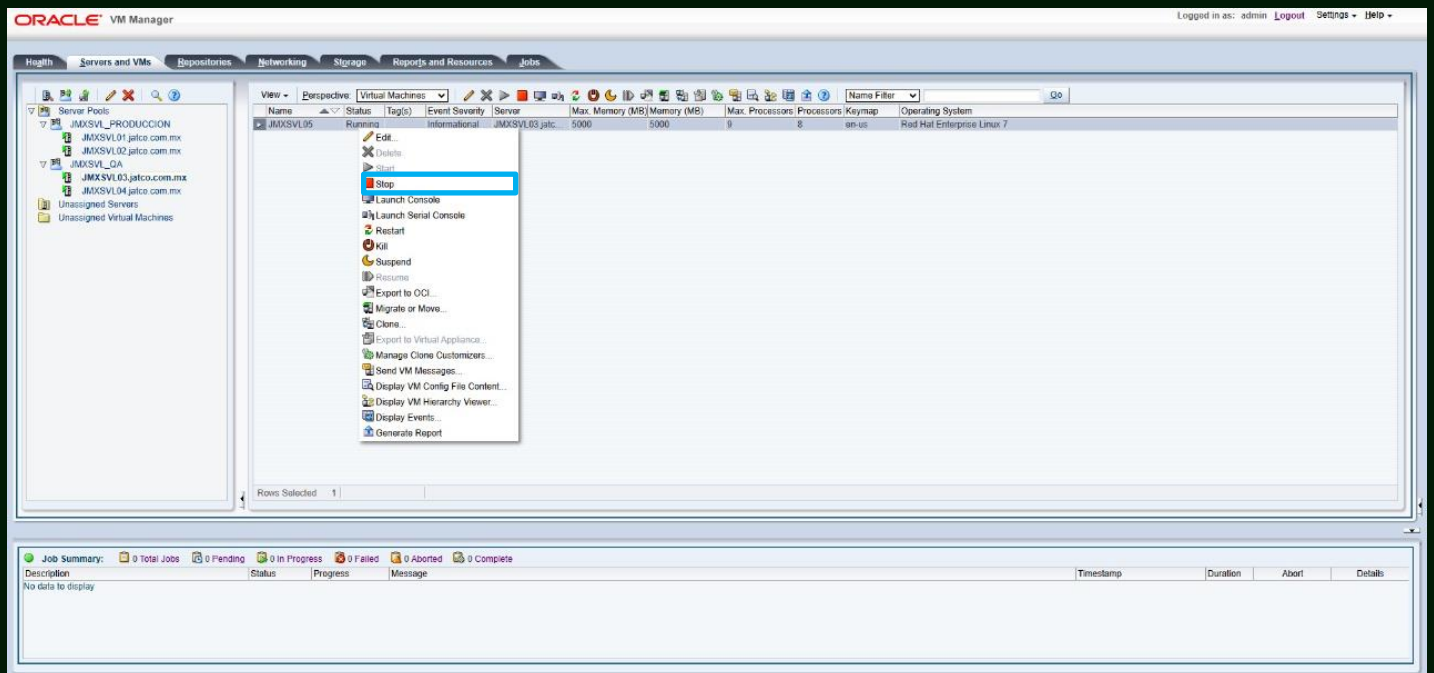 ORACLE VM Manager
Logged in as: admin Logout Settings Help
Health Servers and VMs Repositories Networking Storage Reports and Resources Jobs
View Perspective: Virtual Machines Name Filter Go
Server Pools
JMXSVL_PRODUCCION
JMXSVL01.jatco.com.mx
JMXSVL02.jatco.com.mx
JMXSVL_QA
JMXSVL03.jatco.com.mx
JMXSVL04.jatco.com.mx
Unassigned Servers
Unassigned Virtual Machines
Name Status Tag(s) Event Severity Server Max. Memory (MB) Memory (MB) Max. Processors Processors Keymap Operating System
JMXSVL05 Running Informational JMXSVL03.jatc... 5000 5000 9 8 en-us Red Hat Enterprise Linux 7
Edit...
Delete
Start
Stop
Launch Console
Launch Serial Console
Restart
Kill
Suspend
Resume
Export to OCI...
Migrate or Move...
Clone...
Export to Virtual Appliance...
Manage Clone Customizers...
Send VM Messages...
Display VM Config File Content...
Display VM Hierarchy Viewer...
Display Events...
Generate Report
Rows Selected 1
Job Summary: 0 Total Jobs 0 Pending 0 In Progress 0 Failed 0 Aborted 0 Complete
Description Status Progress Message Timestamp Duration Abort Details
No data to display